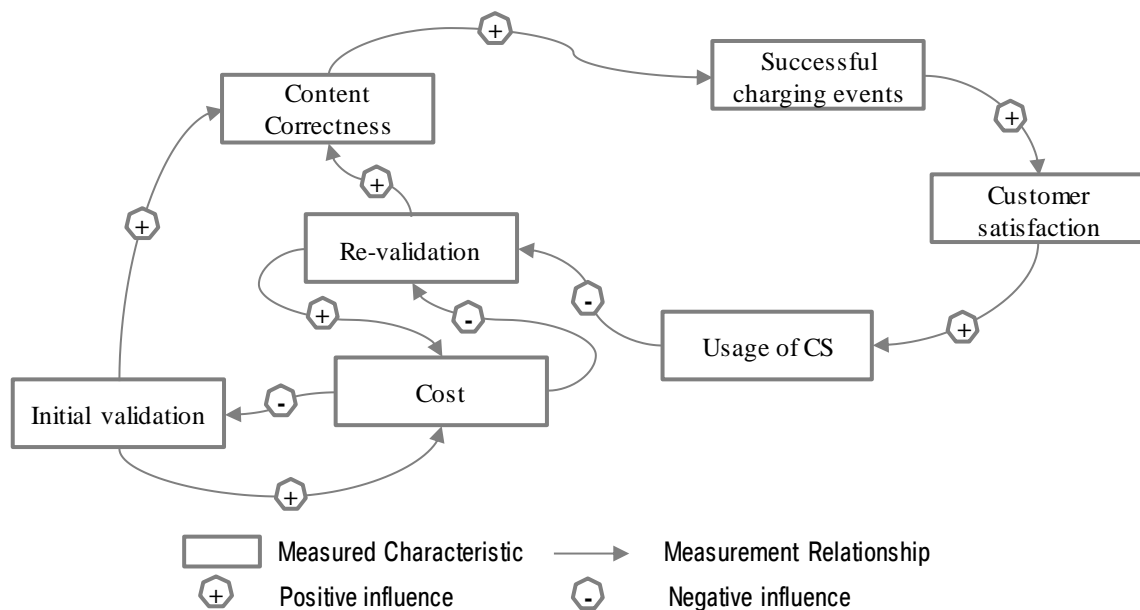 +
Successful
charging events
Content
Correctness
+
+
Customer
satisfaction
+
Re-validation
-
+
-
+
Usage of CS
Cost
-
Initial validation
+
Measured Characteristic
Measurement Relationship
+
Positive influence
-
Negative influence